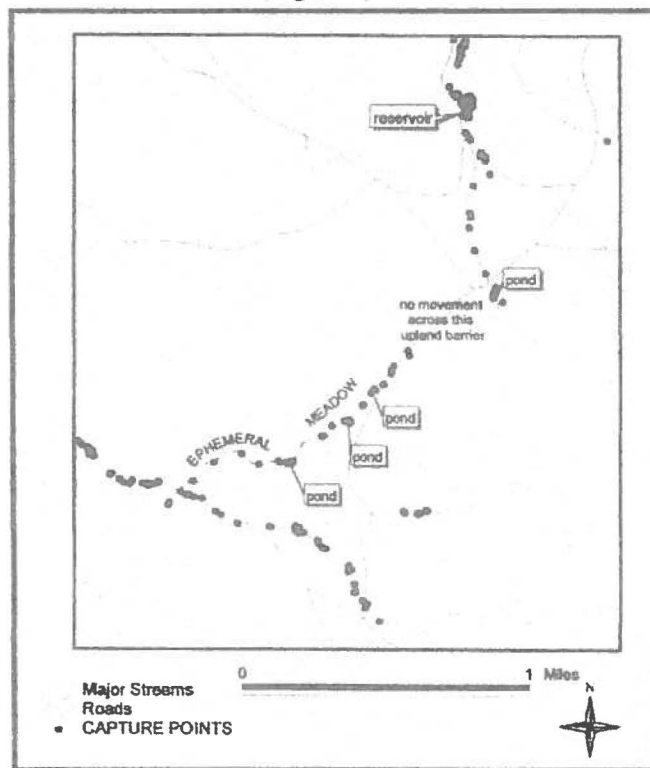 reservoir
pond
no movement
across this
upland barrier
MEADOW
pond
EPHEMERAL
pond
pond
0 1 Miles
Major Streams
Roads
CAPTURE POINTS
N